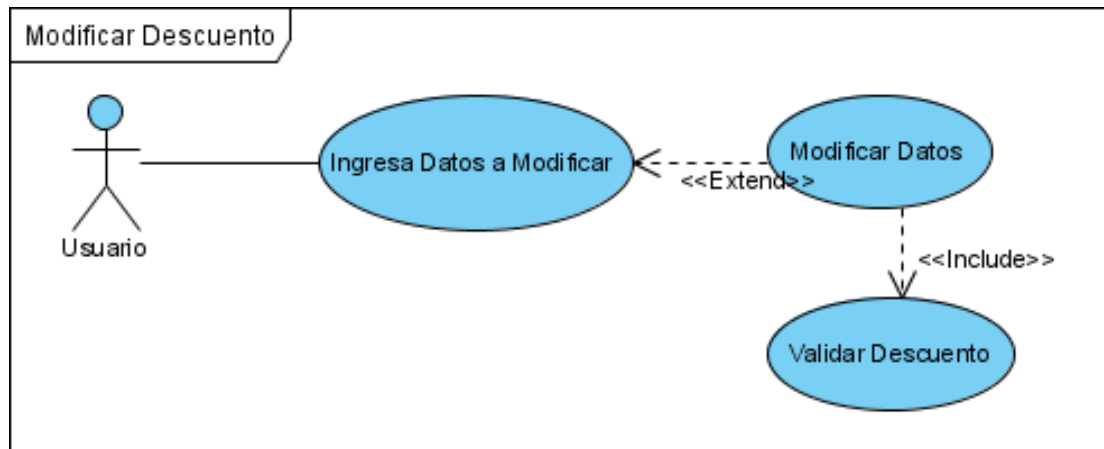 Modificar Descuento
Ingresa Datos a Modificar
Modificar Datos
<<Extend>>
Usuario
<<Include>>
Validar Descuento